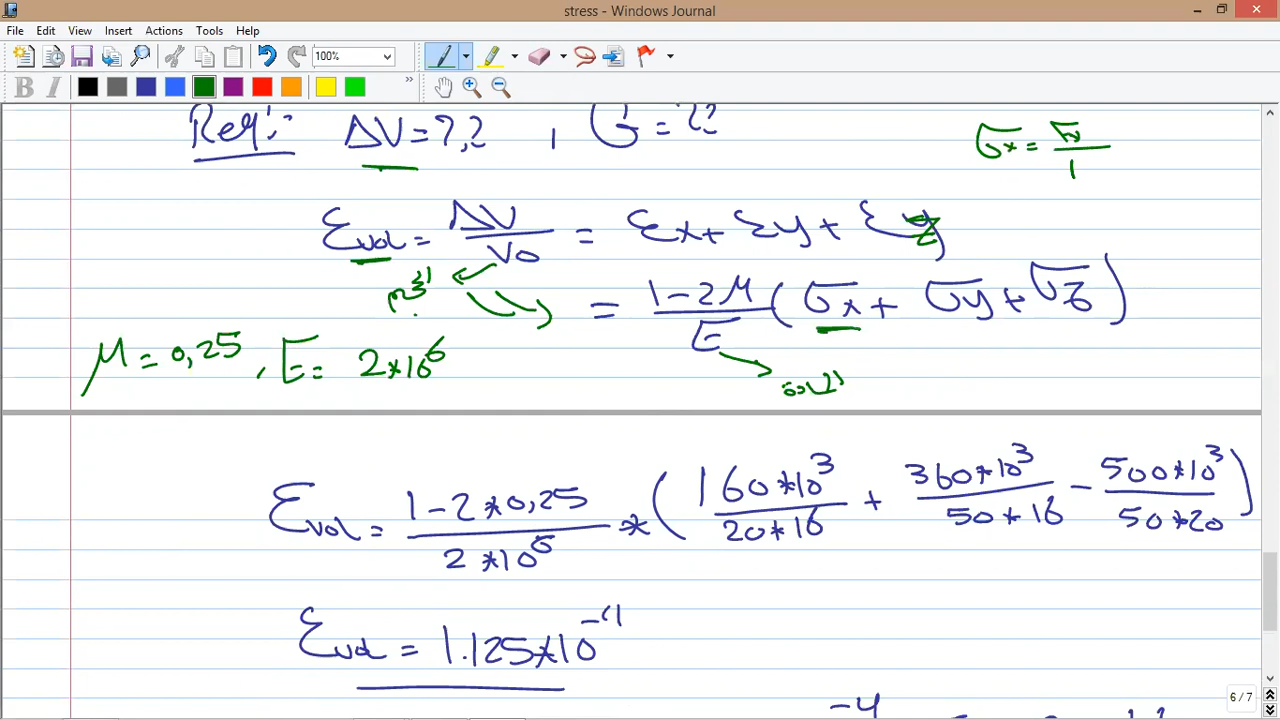 stress - Windows Journal
File Edit View Insert Actions Tools Help
100%
B I
Req:
ΔV = ?,? , G = ??
σx =
εvol = ΔV/V0 = εx + εy + εz
= 1-2μ/E (σx + σy + σz)
μ = 0,25 , E = 2*10^6
εvol = 1-2*0,25/2*10^6 * (160*10^3/20*16 + 360*10^3/50*16 - 500*10^3/50*20)
εvol = 1.125*10^-4
-4
6 / 7